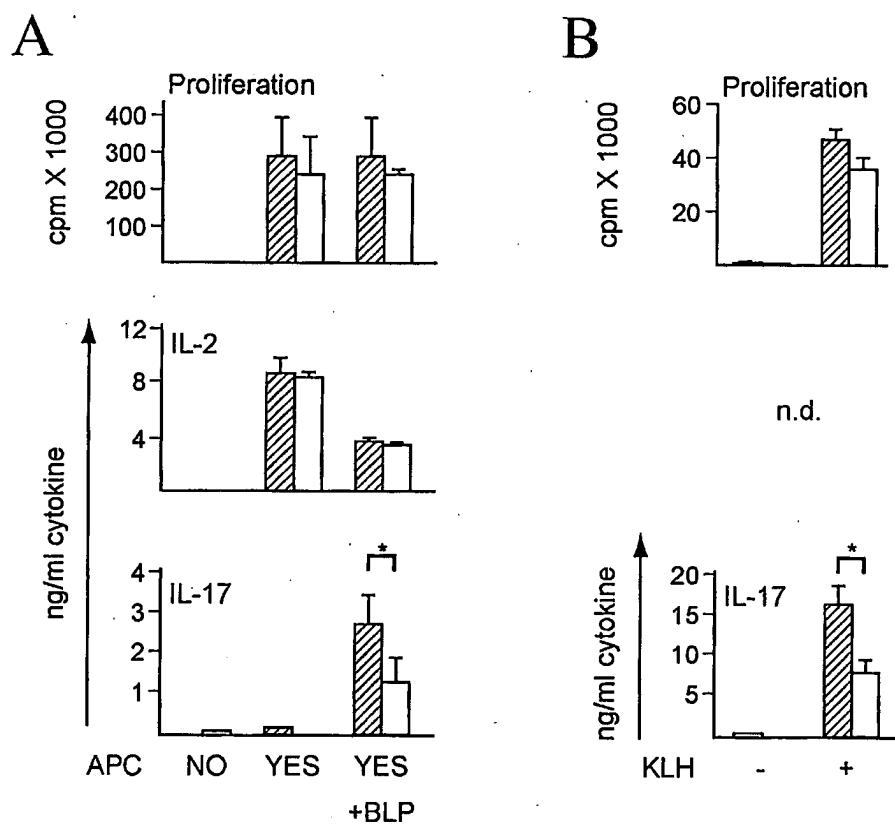 A
Proliferation
cpm X 1000
400
300
200
100
IL-2
12
8
4
ng/ml cytokine
IL-17
4
3
2
1
*
APC NO YES YES
+BLP
B
Proliferation
cpm X 1000
60
40
20
n.d.
IL-17
ng/ml cytokine
20
15
10
5
*
KLH - +